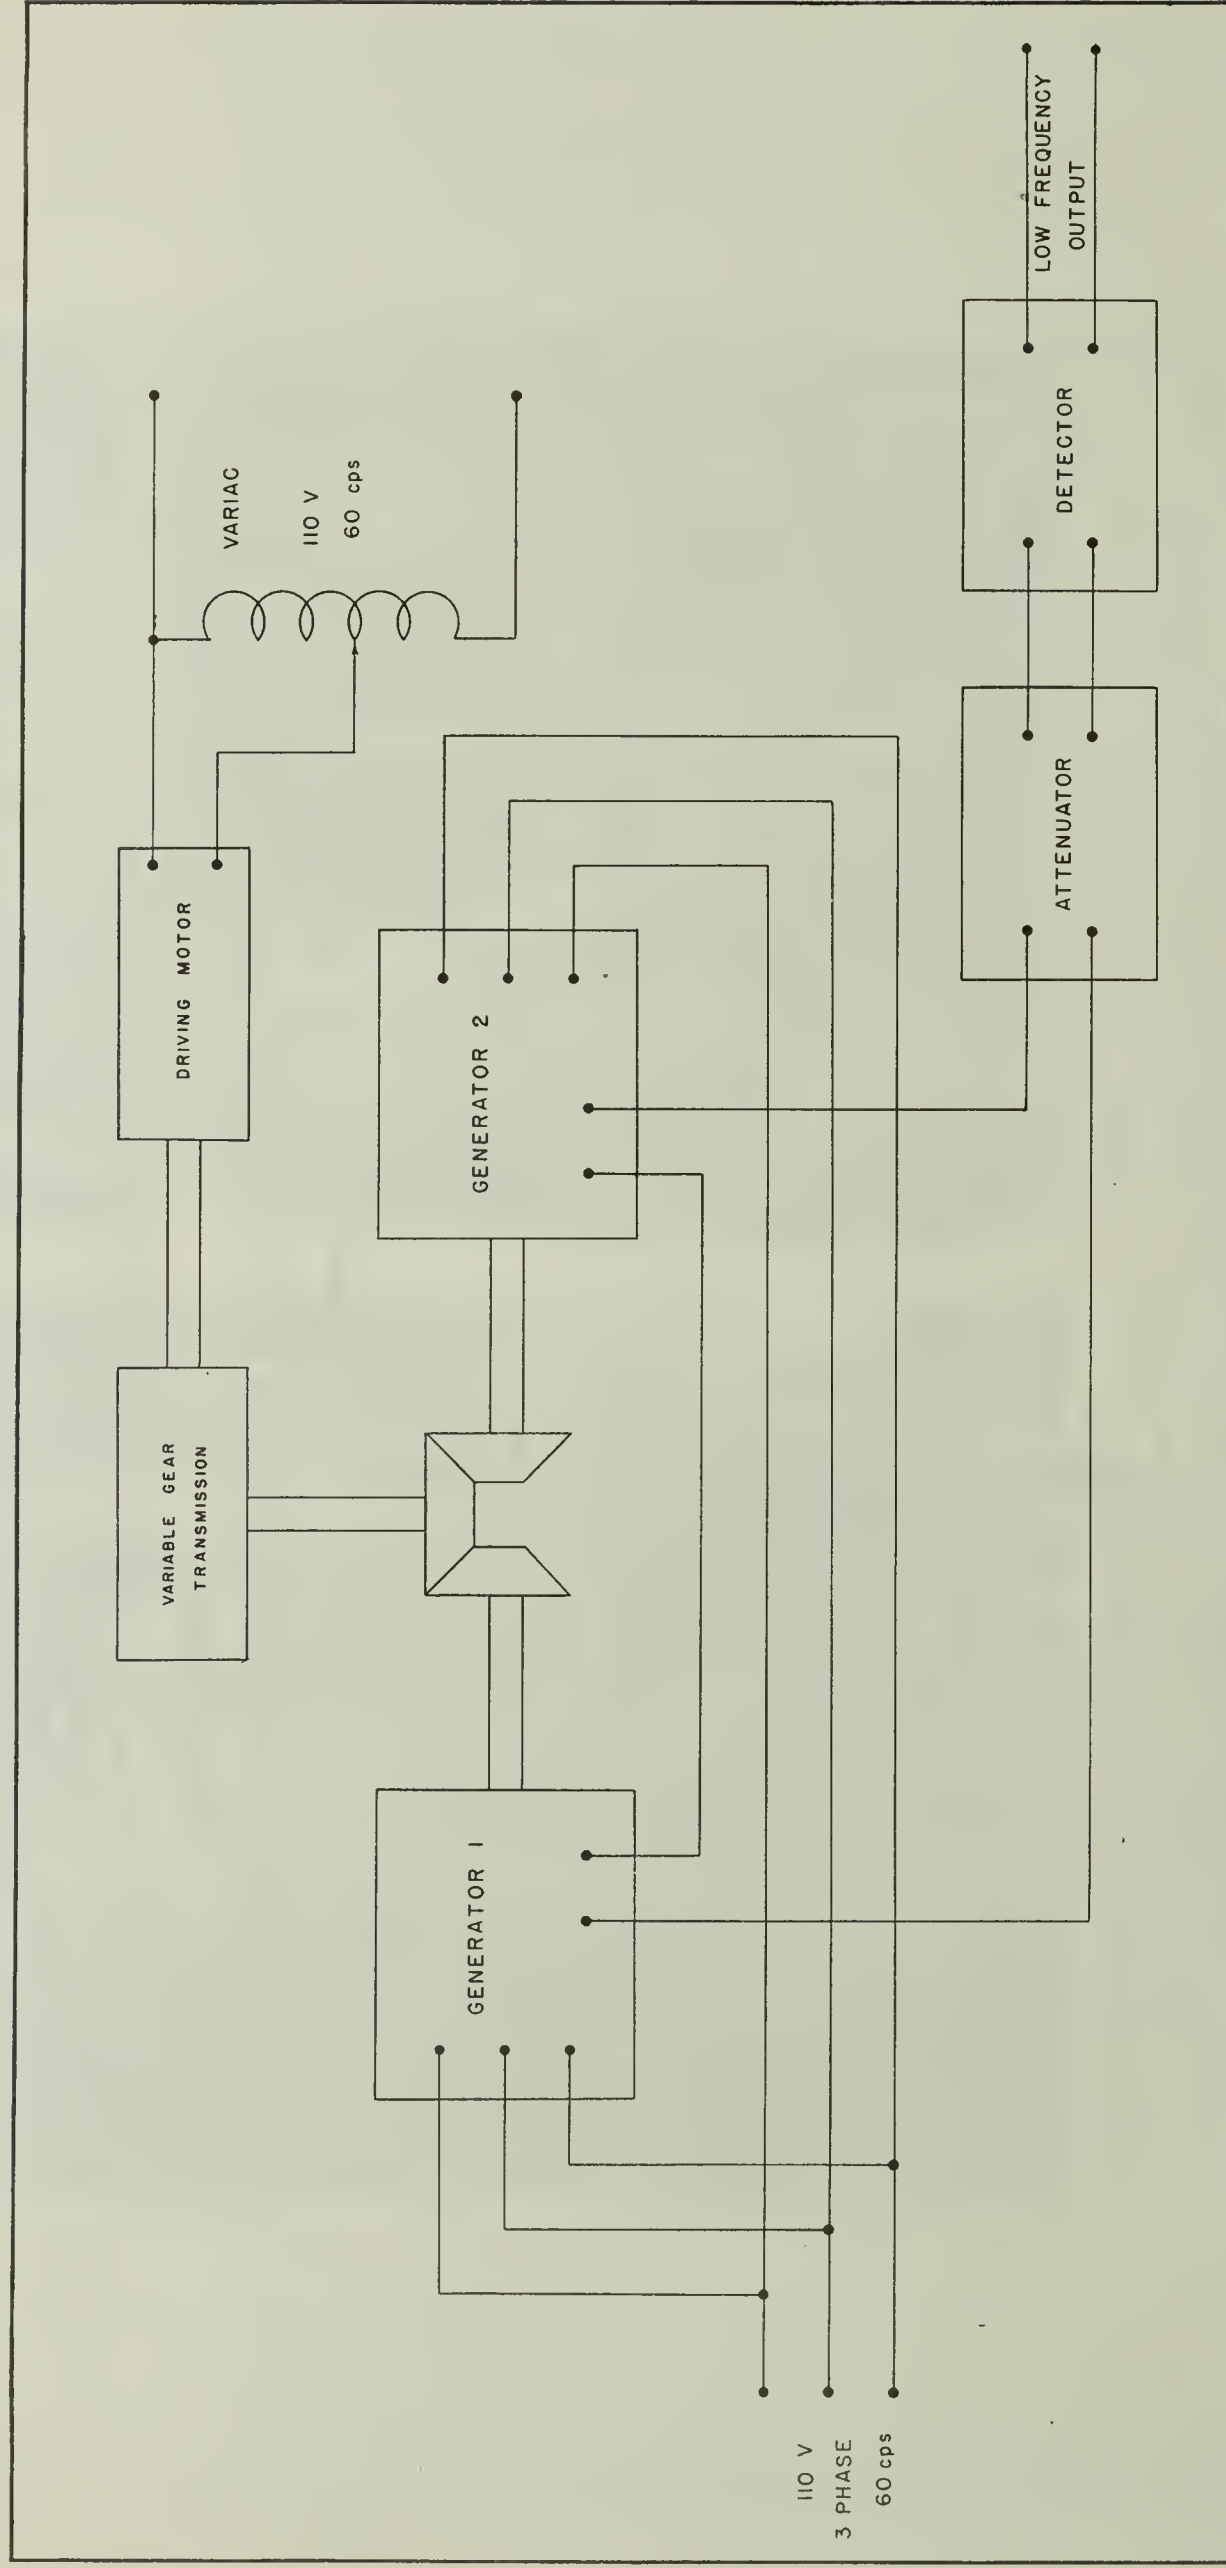 VARIABLE GEAR
TRANSMISSION
DRIVING MOTOR
VARIAC
110 V
60 cps
GENERATOR 1
GENERATOR 2
110 V
3 PHASE
60 cps
ATTENUATOR
DETECTOR
LOW FREQUENCY
OUTPUT